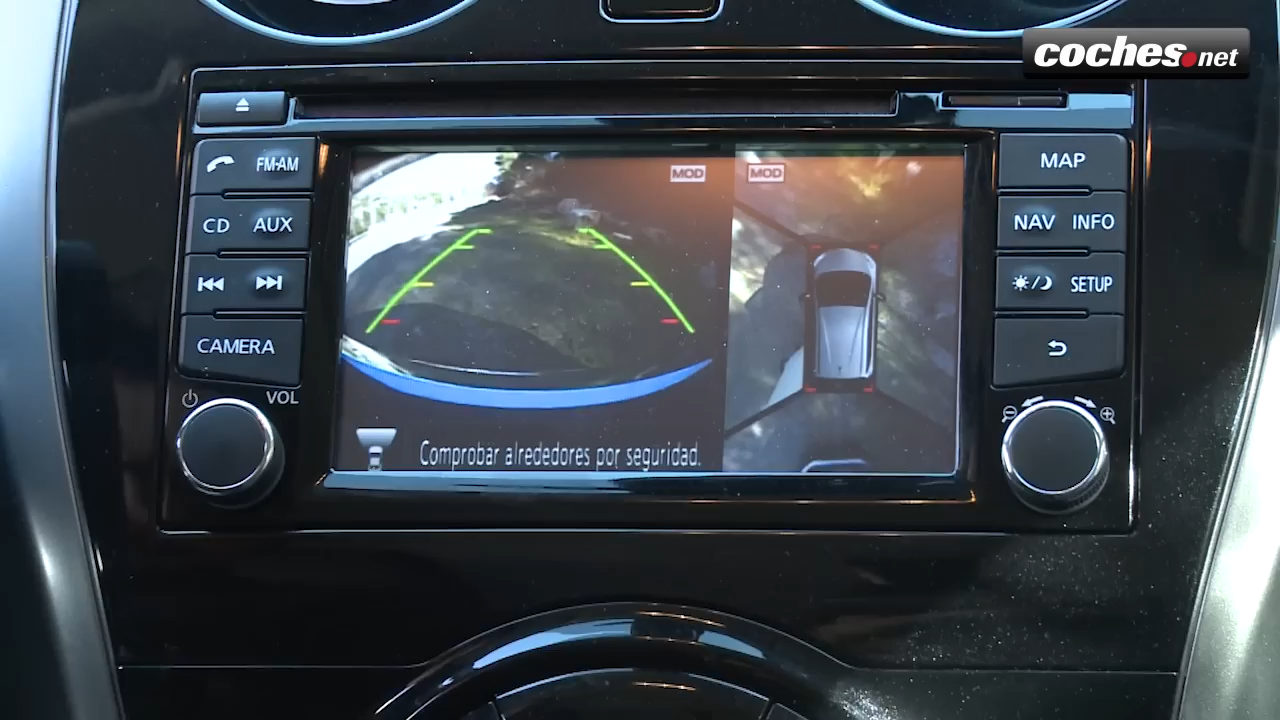 coches.net
FM·AM
MAP
CD AUX
NAV INFO
SETUP
CAMERA
VOL
MOD
MOD
Comprobar alrededores por seguridad.